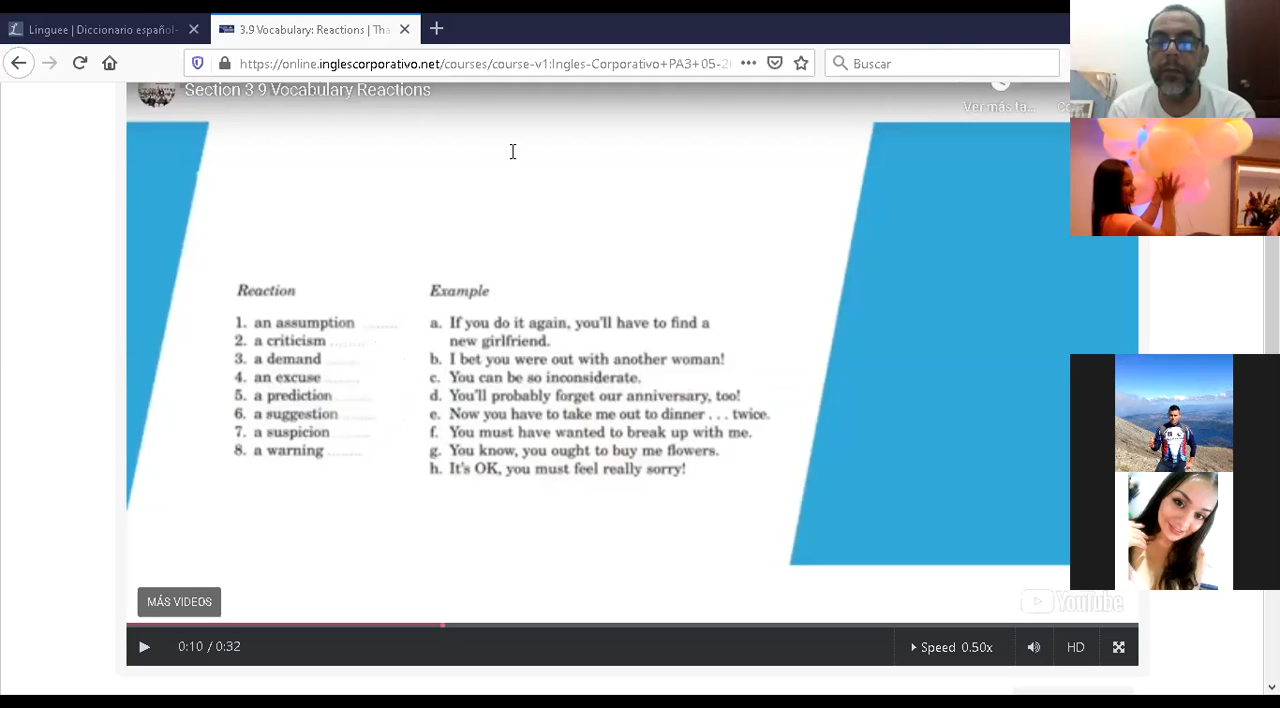 Linguee | Diccionario español-
3.9 Vocabulary: Reactions | Tha
https://online.inglescorporativo.net/courses/course-v1:Ingles-Corporativo+PA3+05-2
Buscar
Section 3 9 Vocabulary Reactions
Ver más ta...
Reaction Example
1. an assumption ........ a. If you do it again, you'll have to find a
2. a criticism ........ new girlfriend.
3. a demand ........ b. I bet you were out with another woman!
4. an excuse ........ c. You can be so inconsiderate.
5. a prediction ........ d. You'll probably forget our anniversary, too!
6. a suggestion ........ e. Now you have to take me out to dinner . . . twice.
7. a suspicion ........ f. You must have wanted to break up with me.
8. a warning ........ g. You know, you ought to buy me flowers.
h. It's OK, you must feel really sorry!
MÁS VIDEOS
YouTube
0:10 / 0:32
Speed 0.50x
HD